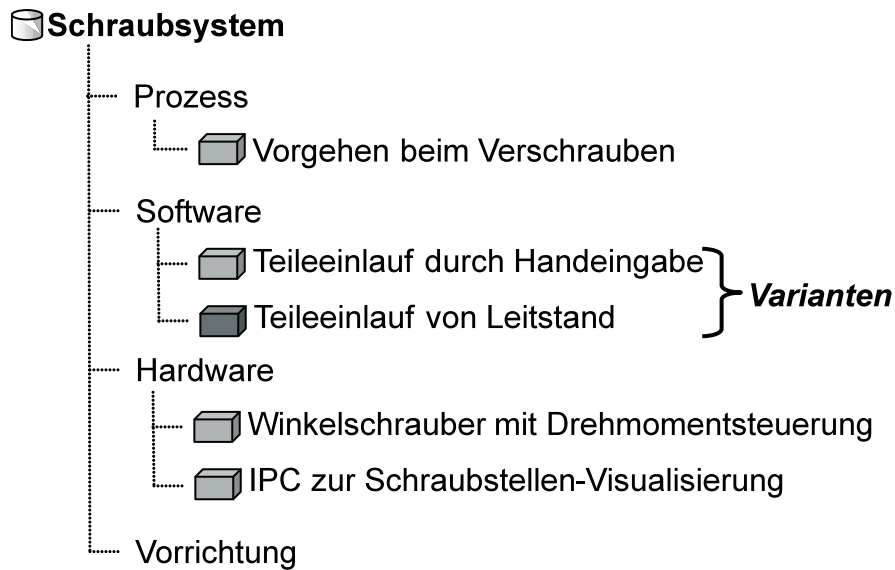 Schraubsystem
Prozess
Vorgehen beim Verschrauben
Software
Teileeinlauf durch Handeingabe
Teileeinlauf von Leitstand
Varianten
Hardware
Winkelschrauber mit Drehmomentsteuerung
IPC zur Schraubstellen-Visualisierung
Vorrichtung